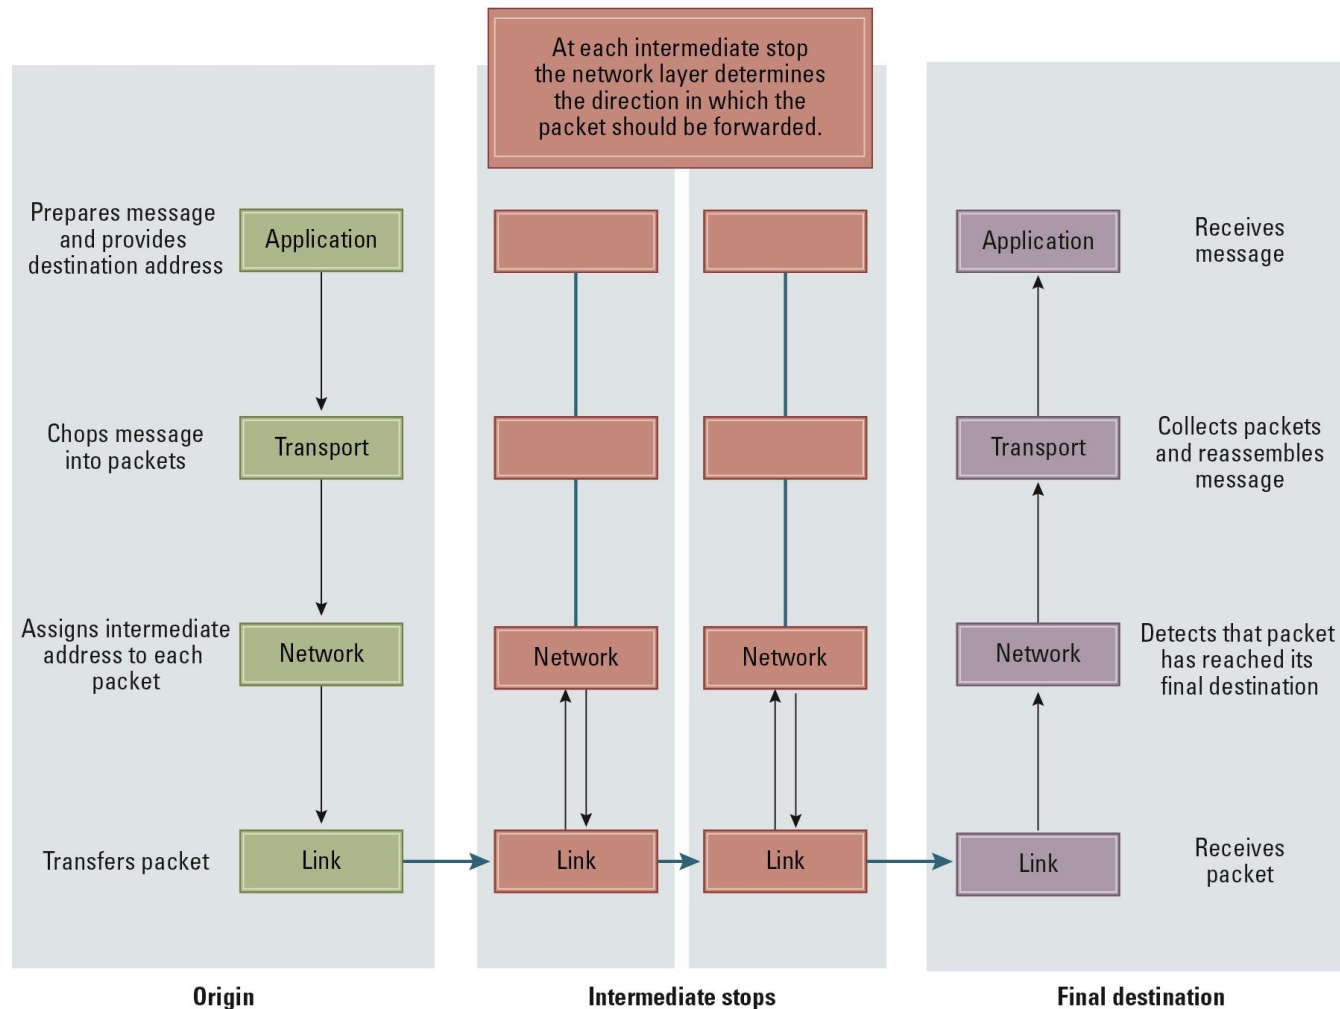 At each intermediate stop
the network layer determines
the direction in which the
packet should be forwarded.
Prepares message
and provides
destination address
Application
Chops message
into packets
Transport
Assigns intermediate
address to each
packet
Network
Transfers packet
Link
Origin
Network
Link
Network
Link
Intermediate stops
Application
Receives
message
Transport
Collects packets
and reassembles
message
Network
Detects that packet
has reached its
final destination
Link
Receives
packet
Final destination